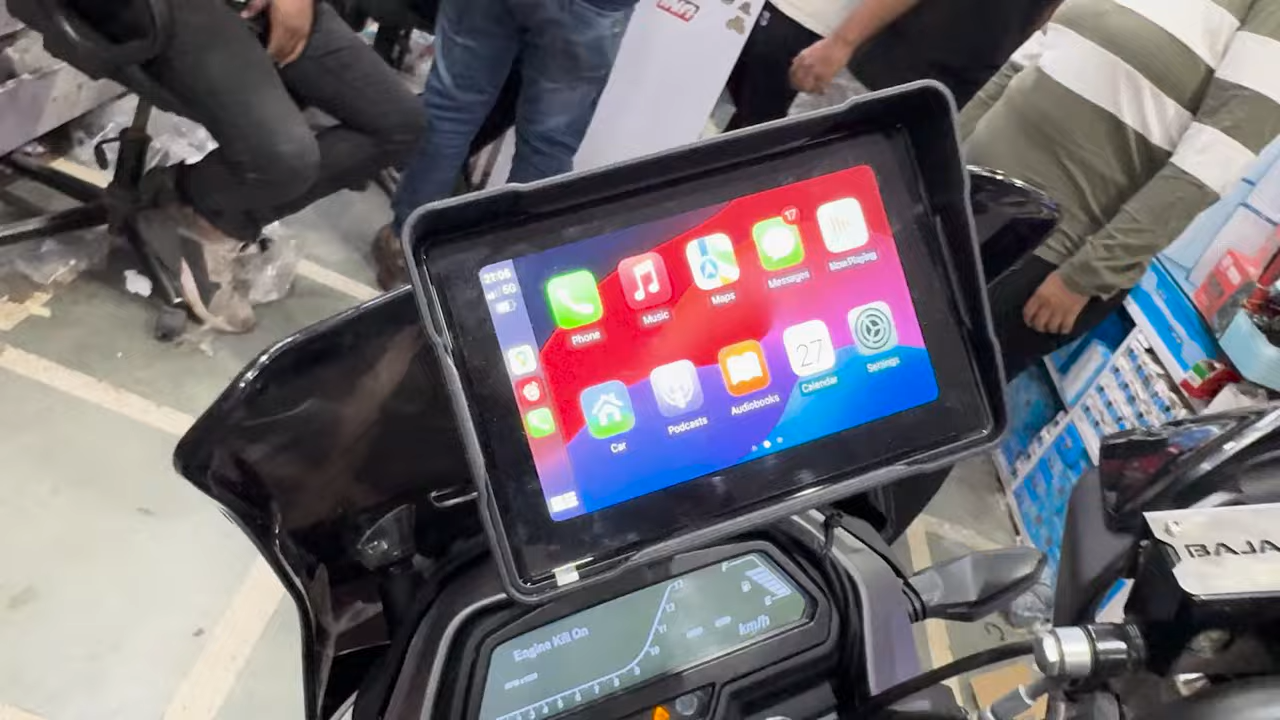 21:05
5G
Phone
Music
Maps
17
Messages
Now Playing
Car
Podcasts
Audiobooks
27
Calendar
Settings
Engine Kill On
km/h
BAJA